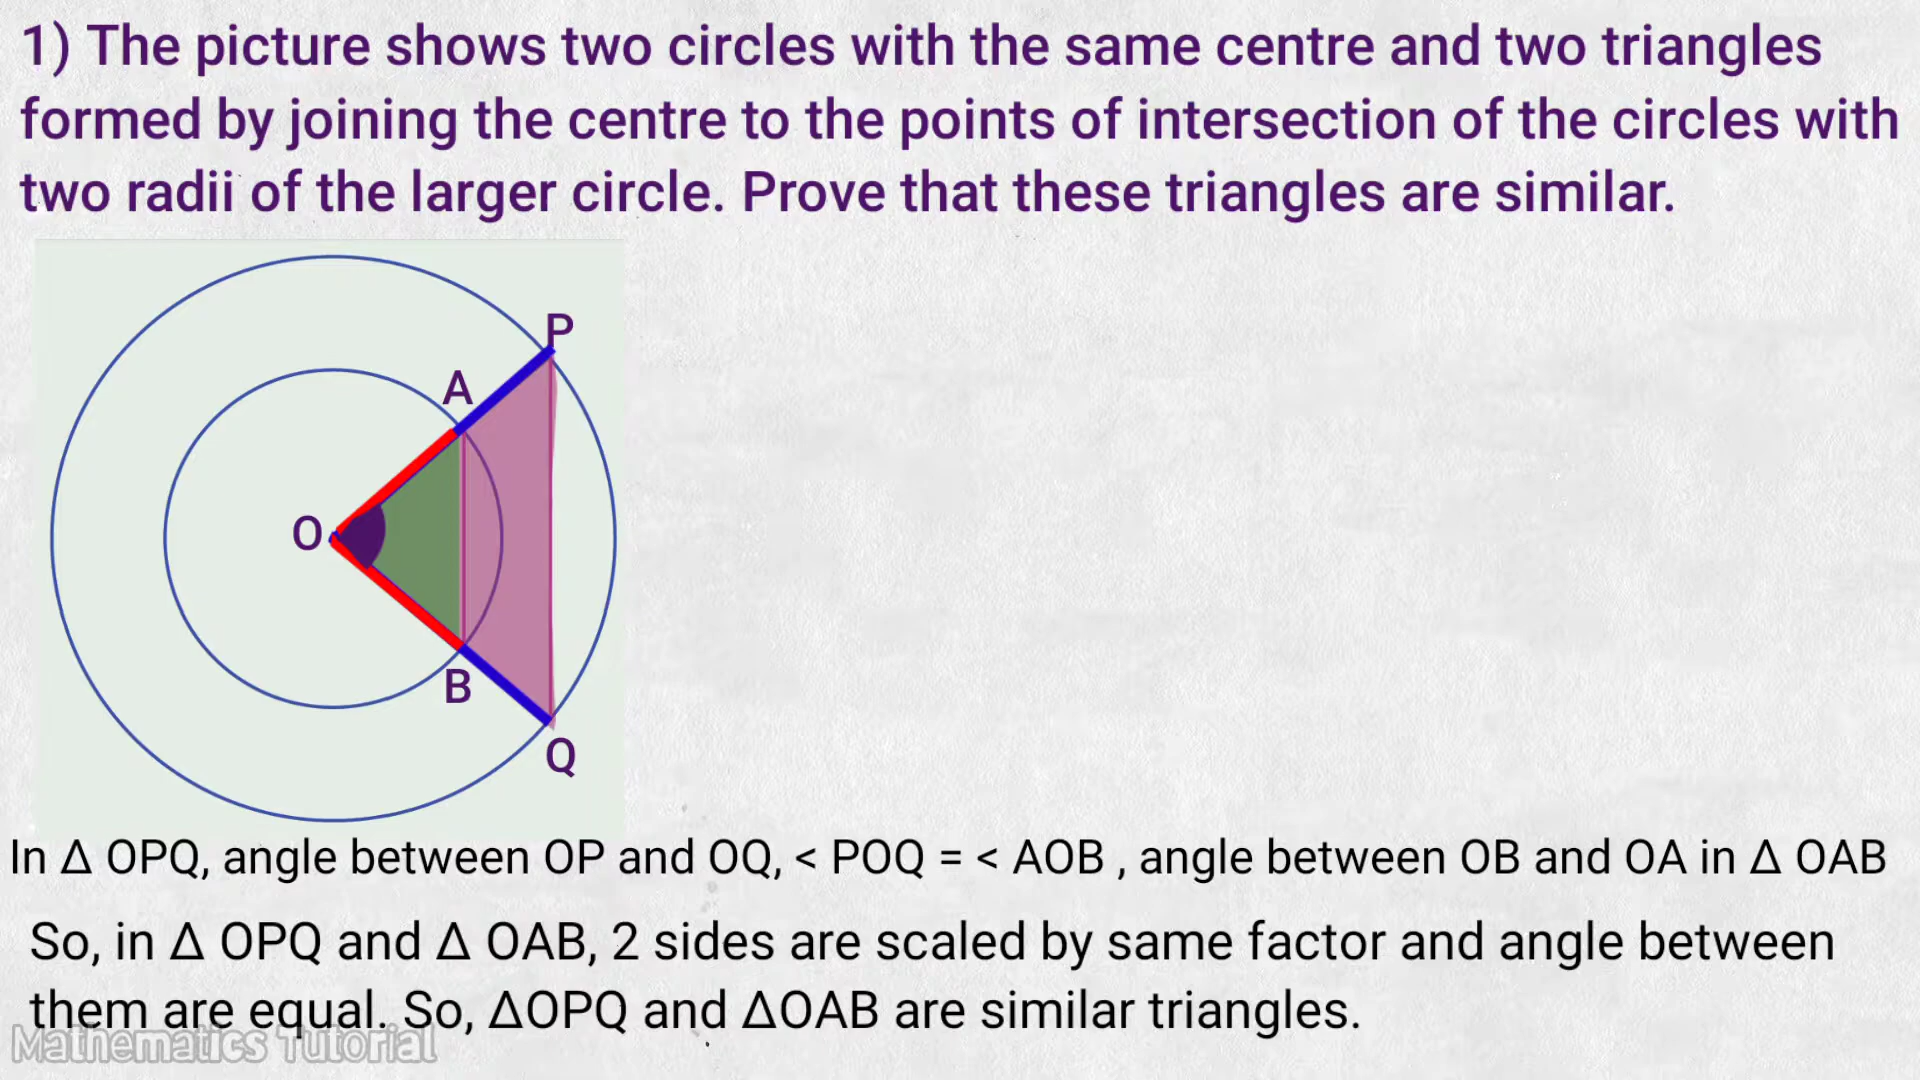 1) The picture shows two circles with the same centre and two triangles
formed by joining the centre to the points of intersection of the circles with
two radii of the larger circle. Prove that these triangles are similar.
P
A
O
B
Q
In Δ OPQ, angle between OP and OQ, < POQ = < AOB , angle between OB and OA in Δ OAB
So, in Δ OPQ and Δ OAB, 2 sides are scaled by same factor and angle between
them are equal. So, ΔOPQ and ΔOAB are similar triangles.
Mathematics Tutorial